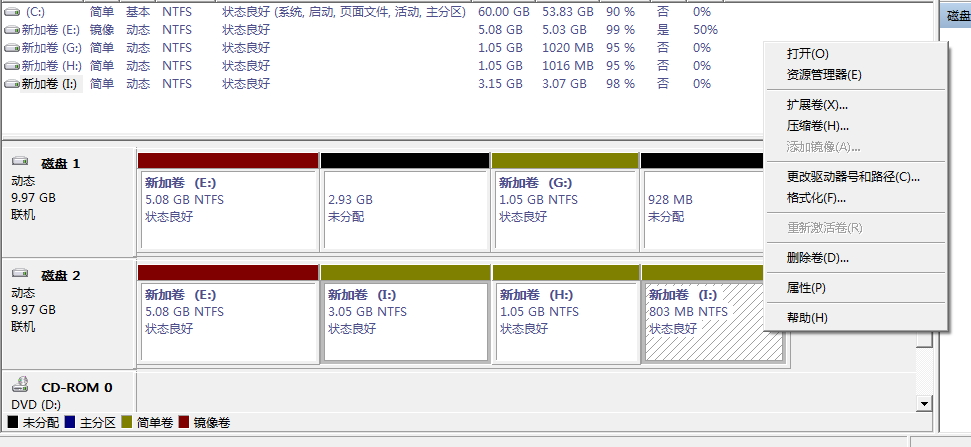 (C:) 简单 基本 NTFS 状态良好 (系统, 启动, 页面文件, 活动, 主分区) 60.00 GB 53.83 GB 90 % 否 0%
新加卷 (E:) 镜像 动态 NTFS 状态良好 5.08 GB 5.03 GB 99 % 是 50%
新加卷 (G:) 简单 动态 NTFS 状态良好 1.05 GB 1020 MB 95 % 否 0%
新加卷 (H:) 简单 动态 NTFS 状态良好 1.05 GB 1016 MB 95 % 否 0%
新加卷 (I:) 简单 动态 NTFS 状态良好 3.15 GB 3.07 GB 98 % 否 0%
磁盘
打开(O)
资源管理器(E)
扩展卷(X)...
压缩卷(H)...
添加镜像(A)...
更改驱动器号和路径(C)...
格式化(F)...
重新激活卷(R)
删除卷(D)...
属性(P)
帮助(H)
磁盘 1
动态
9.97 GB
联机
新加卷 (E:)
5.08 GB NTFS
状态良好
2.93 GB
未分配
新加卷 (G:)
1.05 GB NTFS
状态良好
928 MB
未分配
磁盘 2
动态
9.97 GB
联机
新加卷 (E:)
5.08 GB NTFS
状态良好
新加卷 (I:)
3.05 GB NTFS
状态良好
新加卷 (H:)
1.05 GB NTFS
状态良好
新加卷 (I:)
803 MB NTFS
状态良好
CD-ROM 0
DVD (D:)
未分配 主分区 简单卷 镜像卷